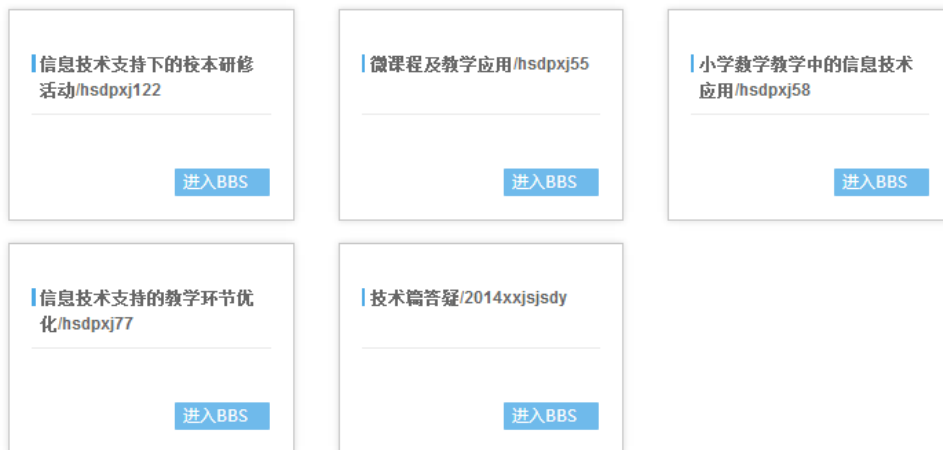 信息技术支持下的校本研修
活动/hsdpxj122
进入BBS
微课程及教学应用/hsdpxj55
进入BBS
小学数学教学中的信息技术
应用/hsdpxj58
进入BBS
信息技术支持的教学环节优
化/hsdpxj77
进入BBS
技术篇答疑/2014xxjsjsdy
进入BBS